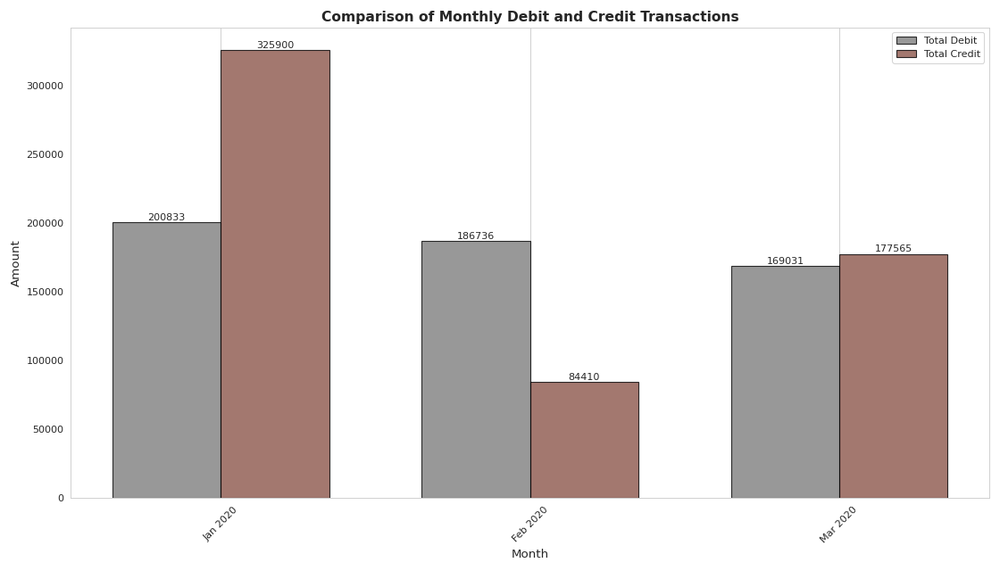 Comparison of Monthly Debit and Credit Transactions
Total Debit
Total Credit
325900
200833
186736
84410
169031
177565
300000
250000
200000
150000
100000
50000
0
Amount
Jan 2020
Feb 2020
Mar 2020
Month